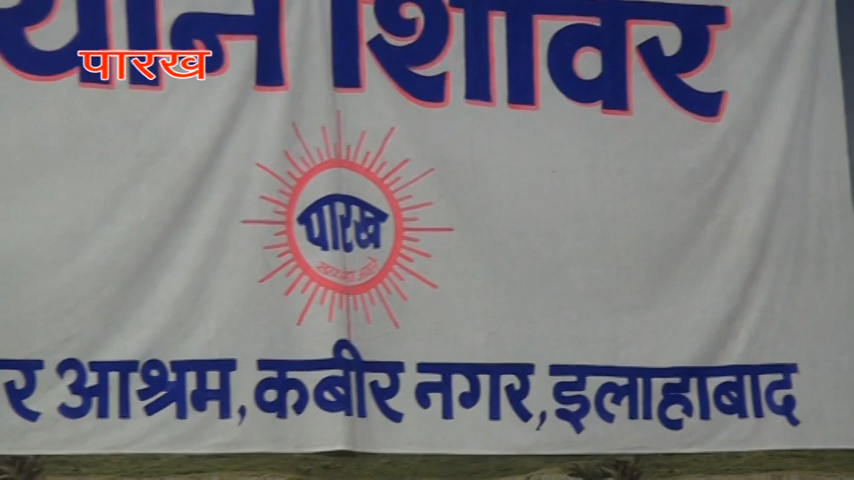 पारख
यान शिविर
पारख
र आश्रम, कबीर नगर, इलाहाबाद